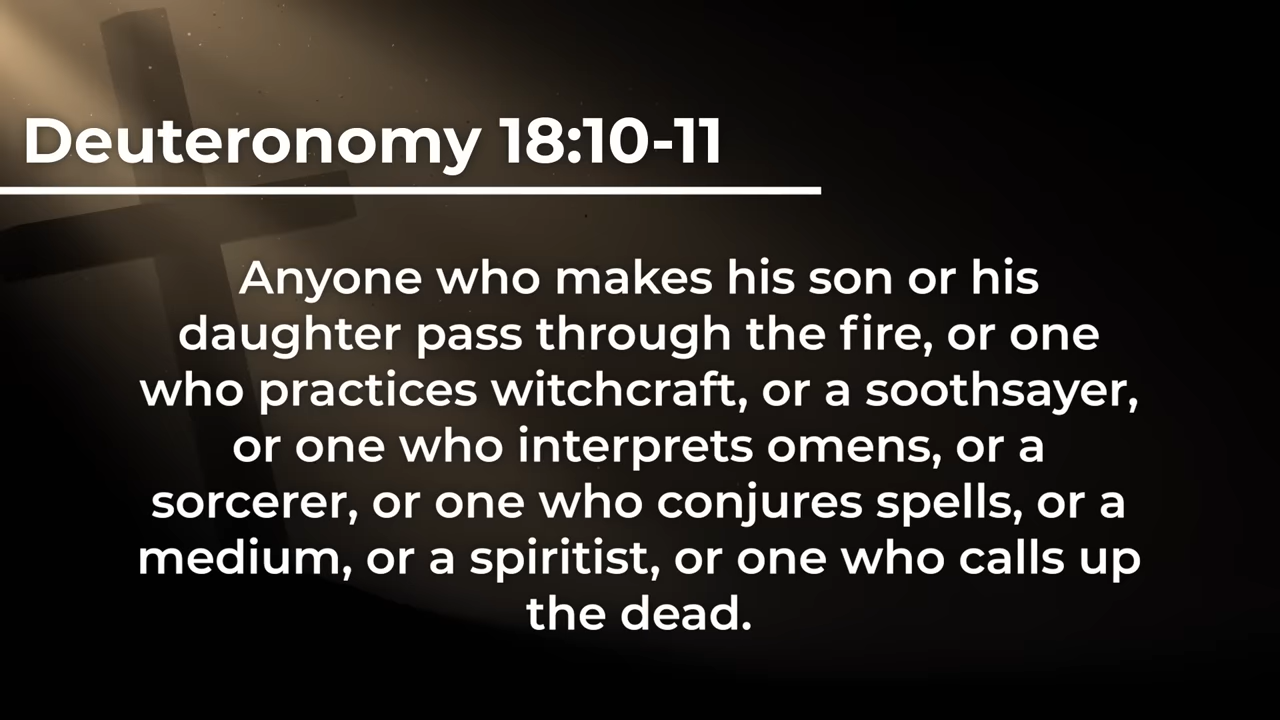 Deuteronomy 18:10-11
Anyone who makes his son or his
daughter pass through the fire, or one
who practices witchcraft, or a soothsayer,
or one who interprets omens, or a
sorcerer, or one who conjures spells, or a
medium, or a spiritist, or one who calls up
the dead.